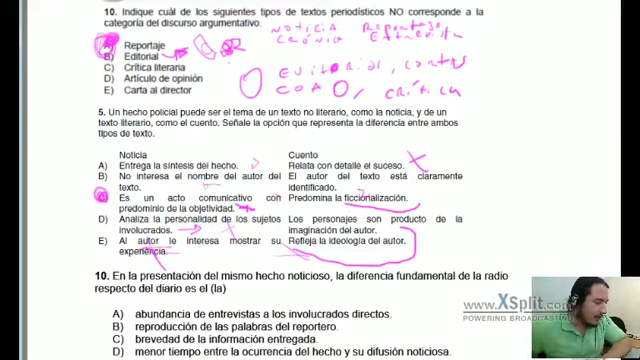 10. Indique cuál de los siguientes tipos de textos periodísticos NO corresponde a la
categoría del discurso argumentativo.
NOTICIA Reportaje
CRÓNICA Entrevista
A) Reportaje
B) Editorial
C) Crítica literaria
D) Artículo de opinión
E) Carta al director
Editorial, cartas
CRÍTICA
5. Un hecho policial puede ser el tema de un texto no literario, como la noticia, y de un
texto literario, como el cuento. Señale la opción que representa la diferencia entre ambos
tipos de texto.
Noticia Cuento
A) Entrega la síntesis del hecho. Relata con detalle el suceso.
B) No interesa el nombre del autor del El autor del texto está claramente
texto. identificado.
C) Es un acto comunicativo con Predomina la ficcionalización.
predominio de la objetividad.
D) Analiza la personalidad de los sujetos Los personajes son producto de la
involucrados. imaginación del autor.
E) Al autor le interesa mostrar su Refleja la ideología del autor.
experiencia.
10. En la presentación del mismo hecho noticioso, la diferencia fundamental de la radio
respecto del diario es el (la)
A) abundancia de entrevistas a los involucrados directos.
B) reproducción de las palabras del reportero.
C) brevedad de la información entregada.
D) menor tiempo entre la ocurrencia del hecho y su difusión noticiosa.
www.XSplit.com
POWERING BROADCASTING